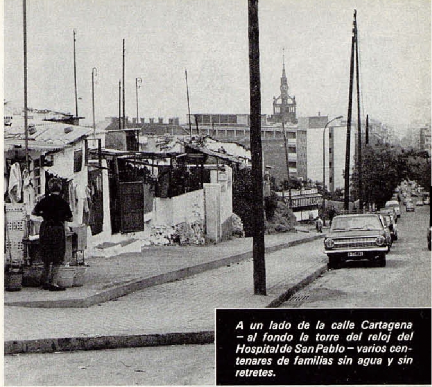 A un lado de la calle Cartagena
– al fondo la torre del reloj del
Hospital de San Pablo – varios cen-
tenares de familias sin agua y sin
retretes.